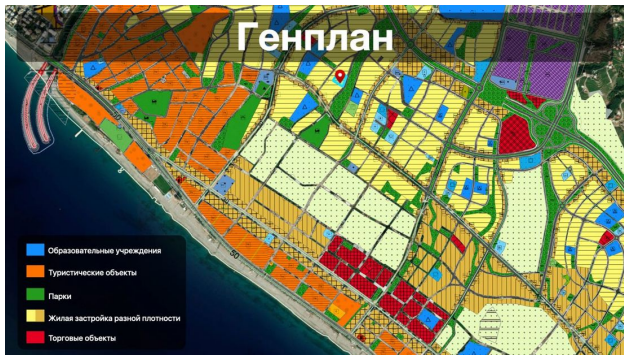 Генплан
Образовательные учреждения
Туристические объекты
Парки
Жилая застройка разной плотности
Торговые объекты